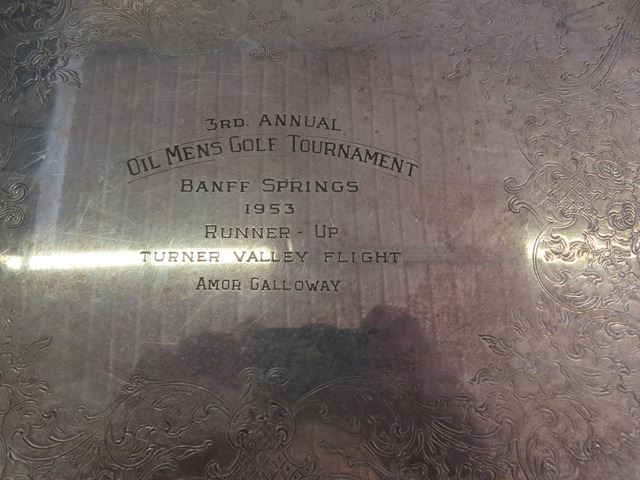 3RD. ANNUAL
OIL MENS GOLF TOURNAMENT
BANFF SPRINGS
1953
RUNNER - UP
TURNER VALLEY FLIGHT
AMOR GALLOWAY